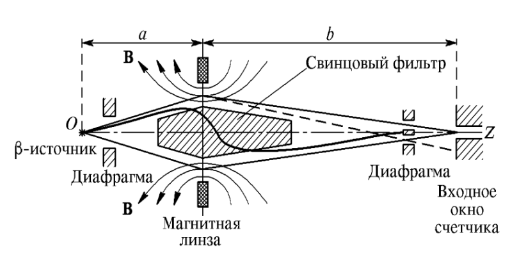 a
b
B
Свинцовый фильтр
O
Z
β-источник
Диафрагма
Диафрагма
B
Магнитная
линза
Входное
окно
счетчика